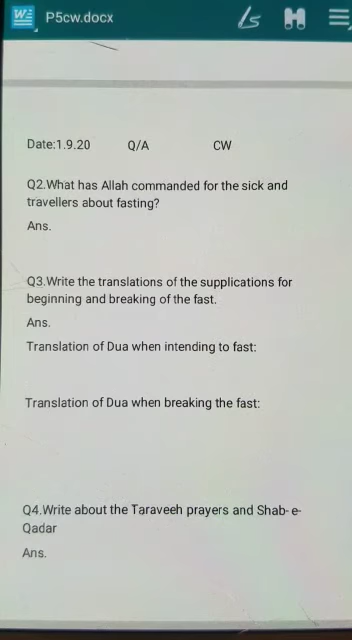 P5cw.docx
Date:1.9.20 Q/A CW
Q2.What has Allah commanded for the sick and
travellers about fasting?
Ans.
Q3.Write the translations of the supplications for
beginning and breaking of the fast.
Ans.
Translation of Dua when intending to fast:
Translation of Dua when breaking the fast:
Q4.Write about the Taraveeh prayers and Shab-e-
Qadar
Ans.